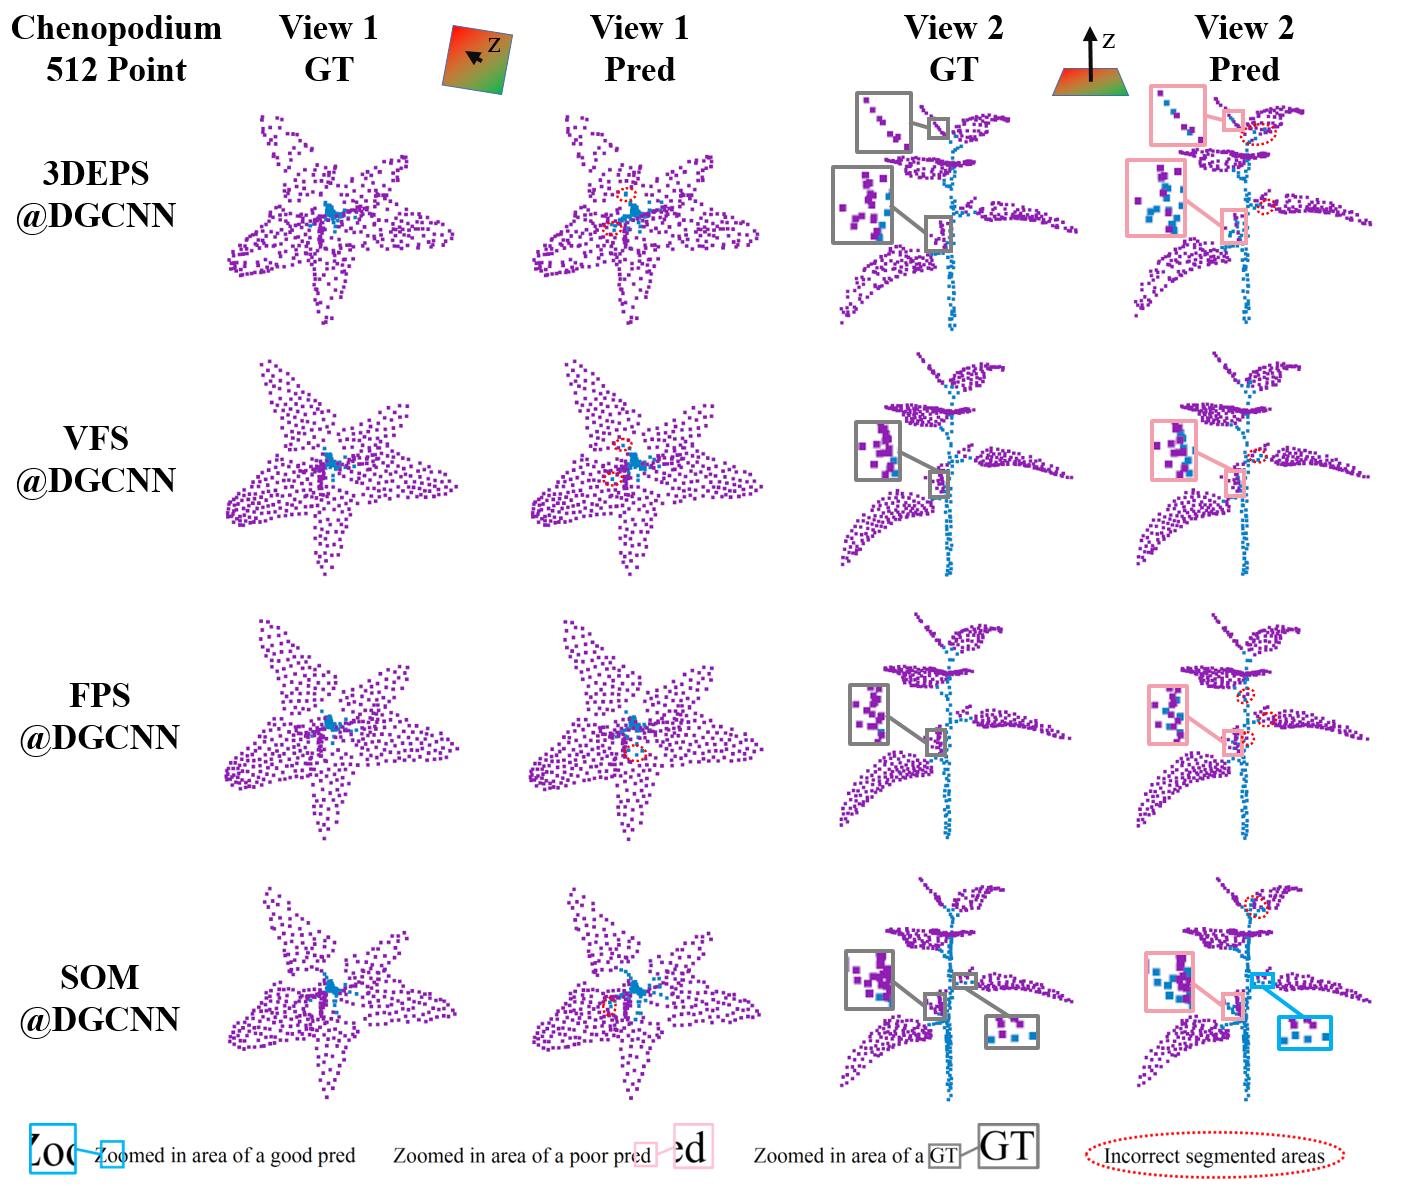 Chenopodium
512 Point
View 1
GT
Z
View 1
Pred
View 2
GT
Z
View 2
Pred
3DEPS
@DGCNN
VFS
@DGCNN
FPS
@DGCNN
SOM
@DGCNN
Zoo
Zoomed in area of a good pred
Zoomed in area of a poor pred
ed
Zoomed in area of a GT
GT
Incorrect segmented areas